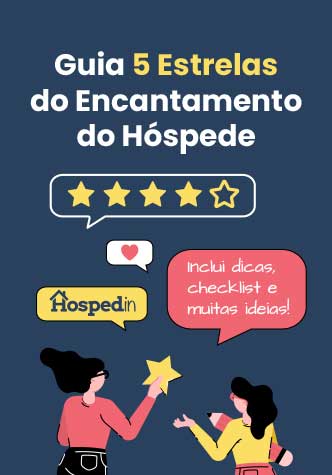 Guia 5 Estrelas
do Encantamento
do Hóspede
Inclui dicas,
checklist e
muitas ideias!
Hospedin